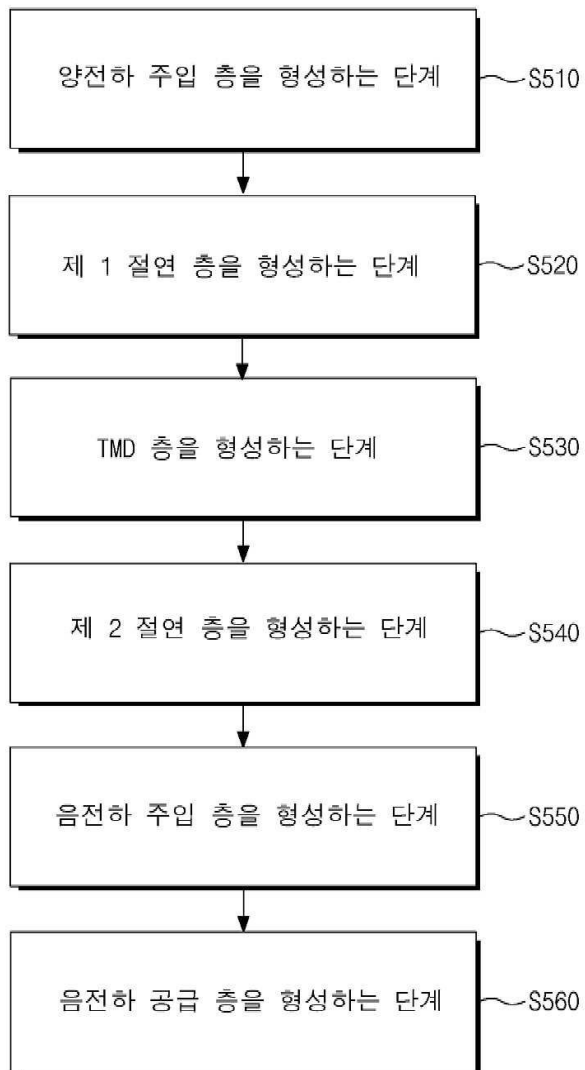 양전하 주입 층을 형성하는 단계 S510
제 1 절연 층을 형성하는 단계 S520
TMD 층을 형성하는 단계 S530
제 2 절연 층을 형성하는 단계 S540
음전하 주입 층을 형성하는 단계 S550
음전하 공급 층을 형성하는 단계 S560